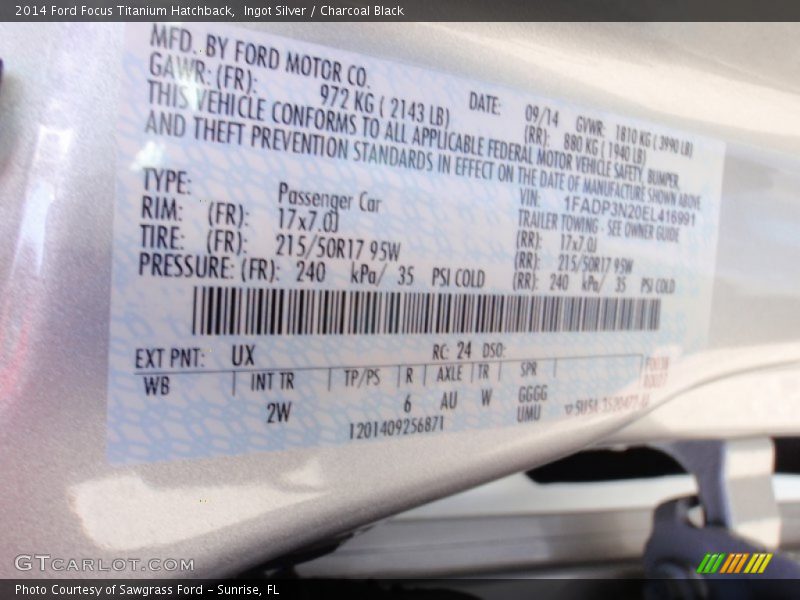 2014 Ford Focus Titanium Hatchback, Ingot Silver / Charcoal Black
MFD. BY FORD MOTOR CO.
DATE: 09/14 GVWR: 1810 KG ( 3990 LB)
GAWR: (FR): 972 KG ( 2143 LB) (RR): 880 KG ( 1940 LB)
THIS VEHICLE CONFORMS TO ALL APPLICABLE FEDERAL MOTOR VEHICLE SAFETY, BUMPER,
AND THEFT PREVENTION STANDARDS IN EFFECT ON THE DATE OF MANUFACTURE SHOWN ABOVE.
VIN: 1FADP3N20EL416991
TYPE: Passenger Car TRAILER TOWING - SEE OWNER GUIDE
RIM: (FR): 17x7.0J (RR): 17x7.0J
TIRE: (FR): 215/50R17 95W (RR): 215/50R17 95W
PRESSURE: (FR): 240 kPa/ 35 PSI COLD (RR): 240 kPa/ 35 PSI COLD
EXT PNT: UX RC: 24 DSO:
WB INT TR TP/PS R AXLE TR SPR
2W 6 AU W GGGG
UMU
1201409256871
GTCARLOT.COM
Photo Courtesy of Sawgrass Ford - Sunrise, FL